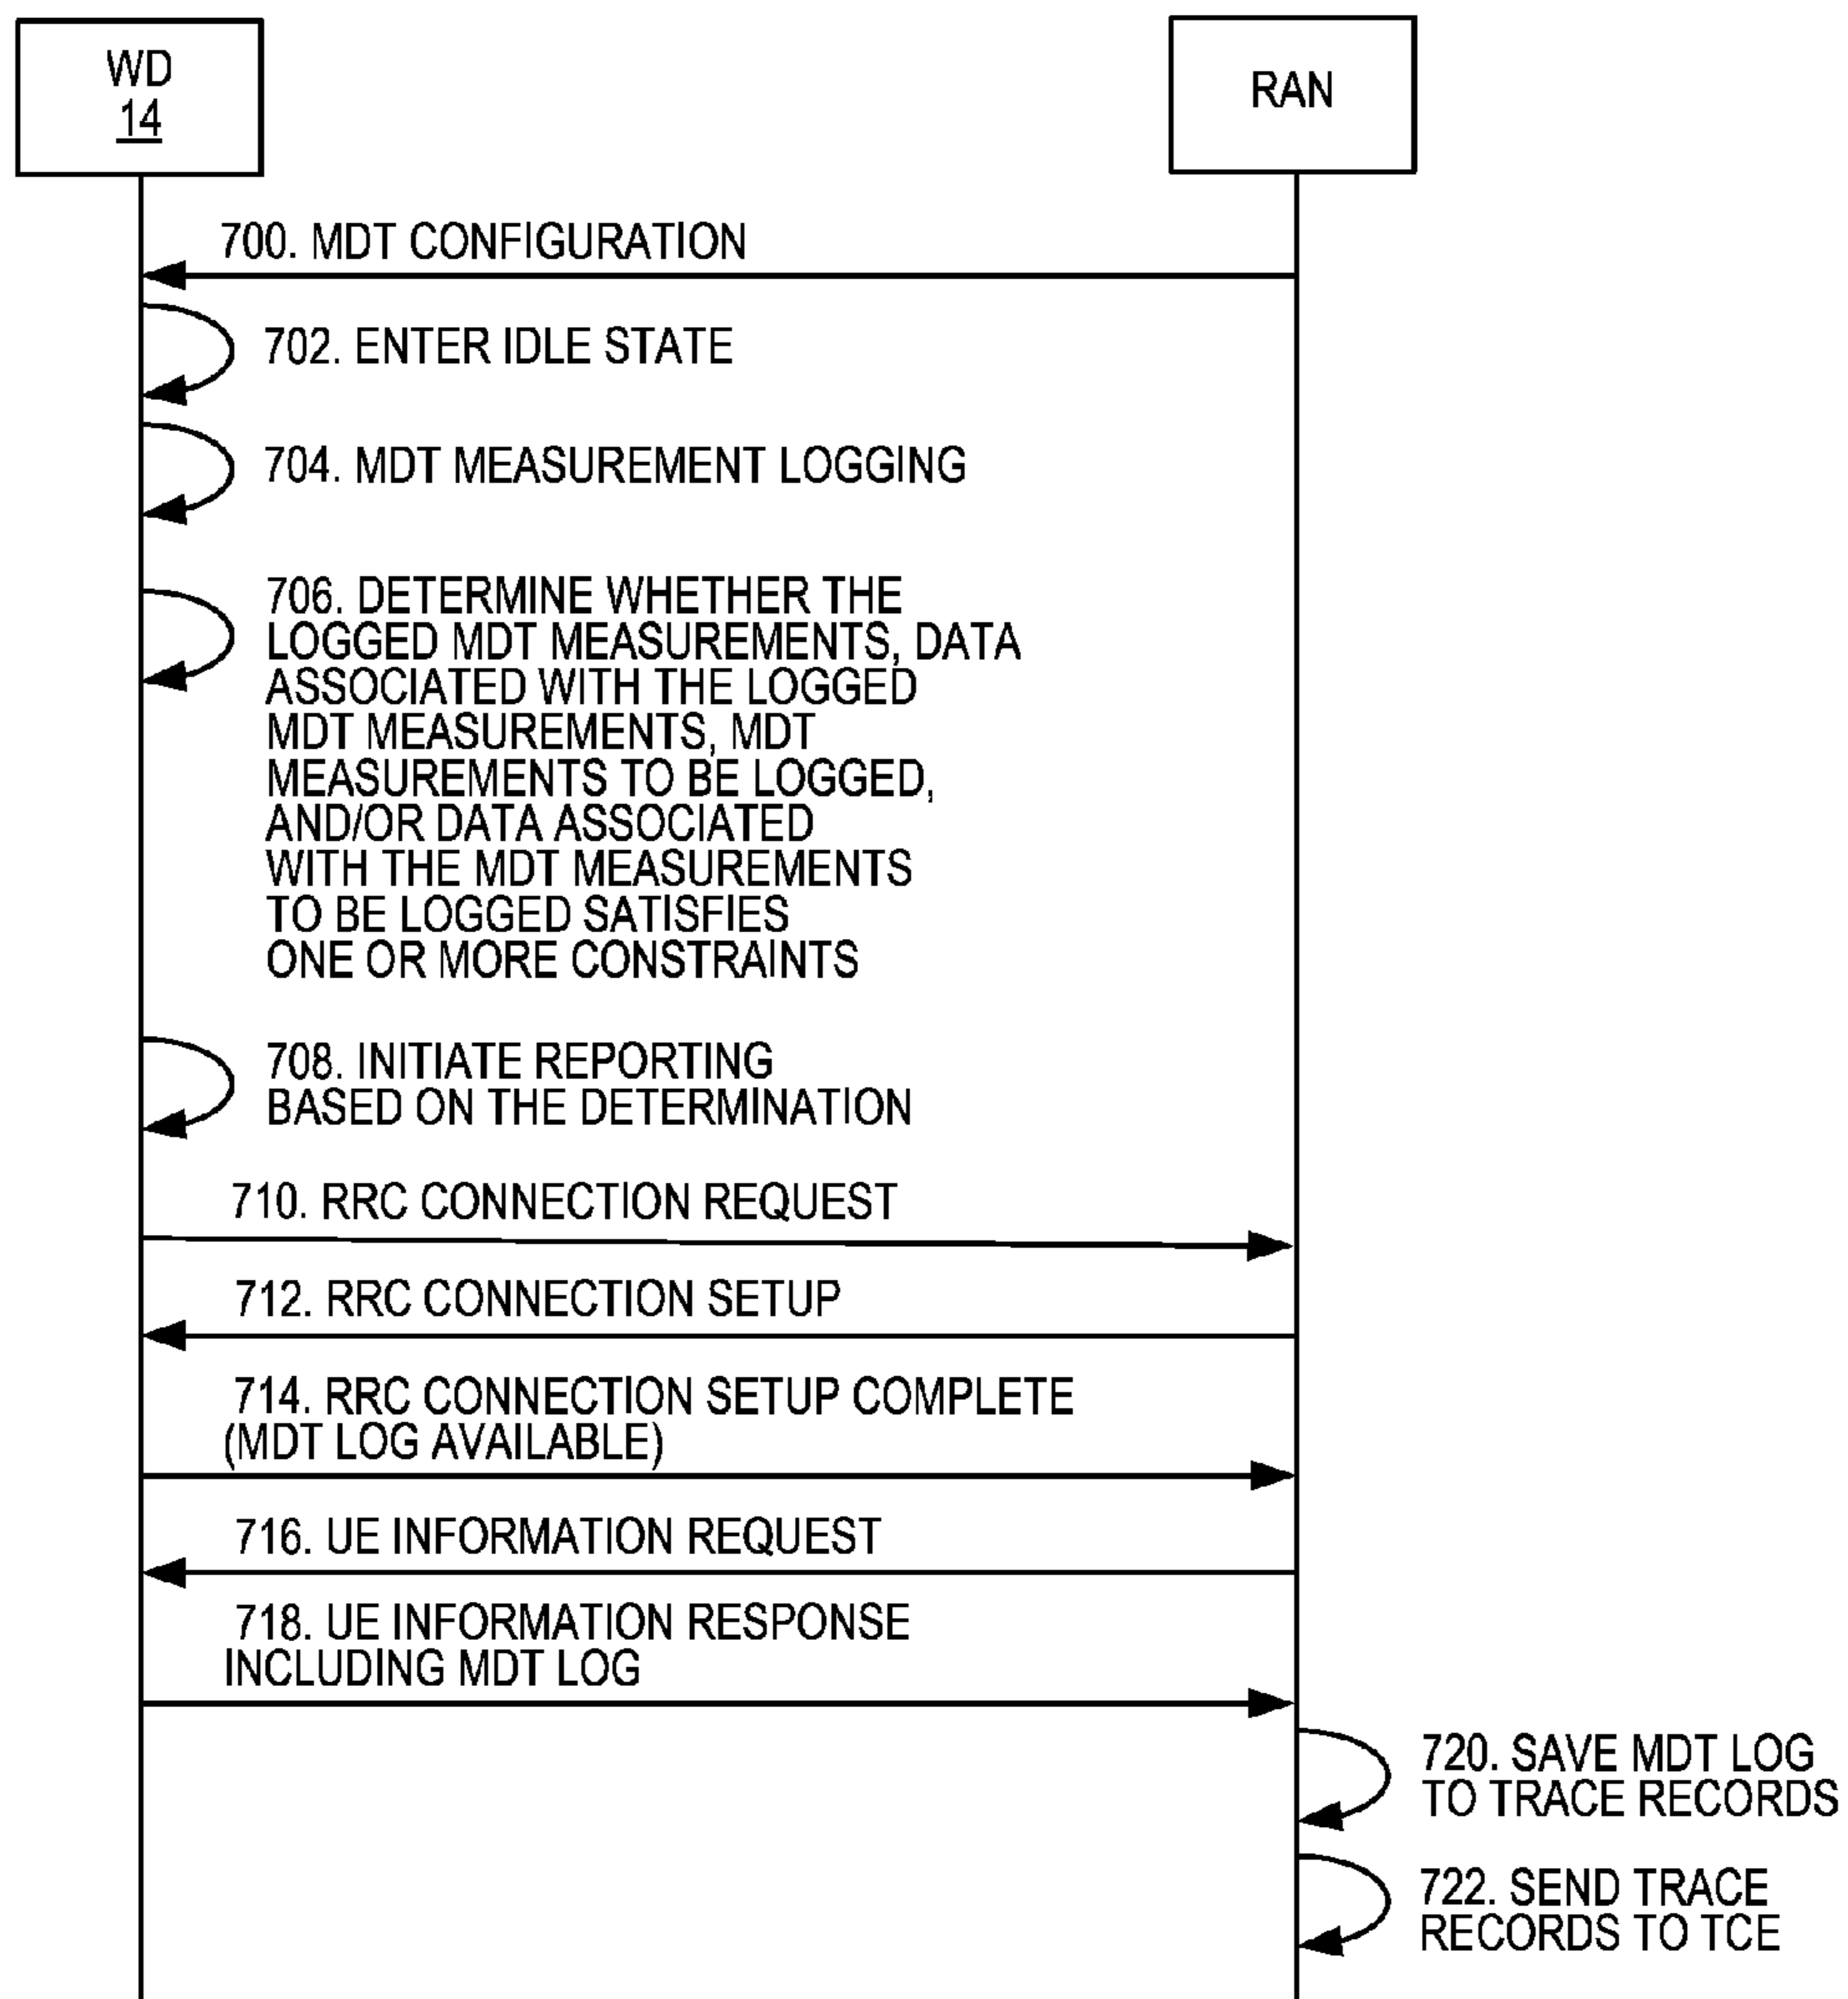 WD
14
RAN
700. MDT CONFIGURATION
702. ENTER IDLE STATE
704. MDT MEASUREMENT LOGGING
706. DETERMINE WHETHER THE
LOGGED MDT MEASUREMENTS, DATA
ASSOCIATED WITH THE LOGGED
MDT MEASUREMENTS, MDT
MEASUREMENTS TO BE LOGGED,
AND/OR DATA ASSOCIATED
WITH THE MDT MEASUREMENTS
TO BE LOGGED SATISFIES
ONE OR MORE CONSTRAINTS
708. INITIATE REPORTING
BASED ON THE DETERMINATION
710. RRC CONNECTION REQUEST
712. RRC CONNECTION SETUP
714. RRC CONNECTION SETUP COMPLETE
(MDT LOG AVAILABLE)
716. UE INFORMATION REQUEST
718. UE INFORMATION RESPONSE
INCLUDING MDT LOG
720. SAVE MDT LOG
TO TRACE RECORDS
722. SEND TRACE
RECORDS TO TCE